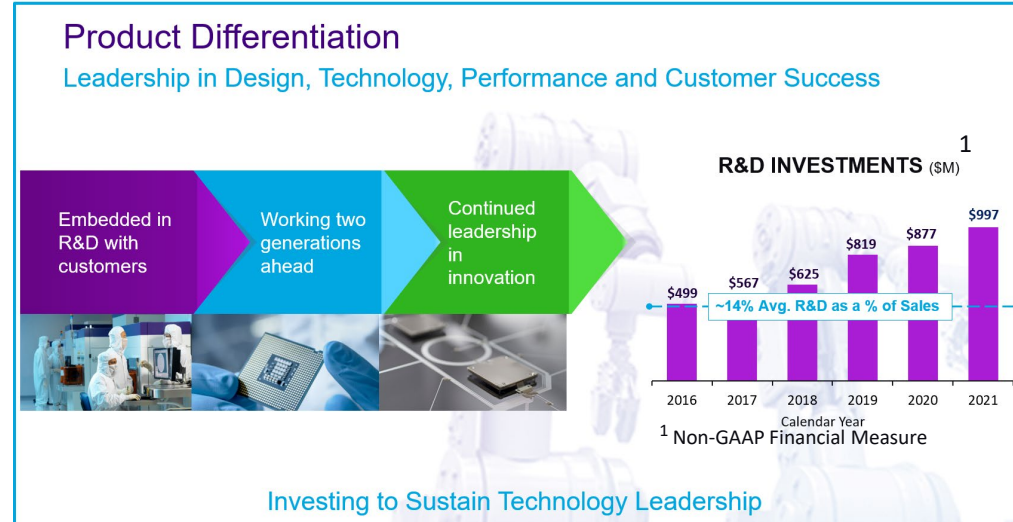 Product Differentiation
Leadership in Design, Technology, Performance and Customer Success
Embedded in
R&D with
customers
Working two
generations
ahead
Continued
leadership
in
innovation
R&D INVESTMENTS ($M) 1
$499
$567
$625
$819
$877
$997
~14% Avg. R&D as a % of Sales
2016 2017 2018 2019 2020 2021
Calendar Year
1 Non-GAAP Financial Measure
Investing to Sustain Technology Leadership